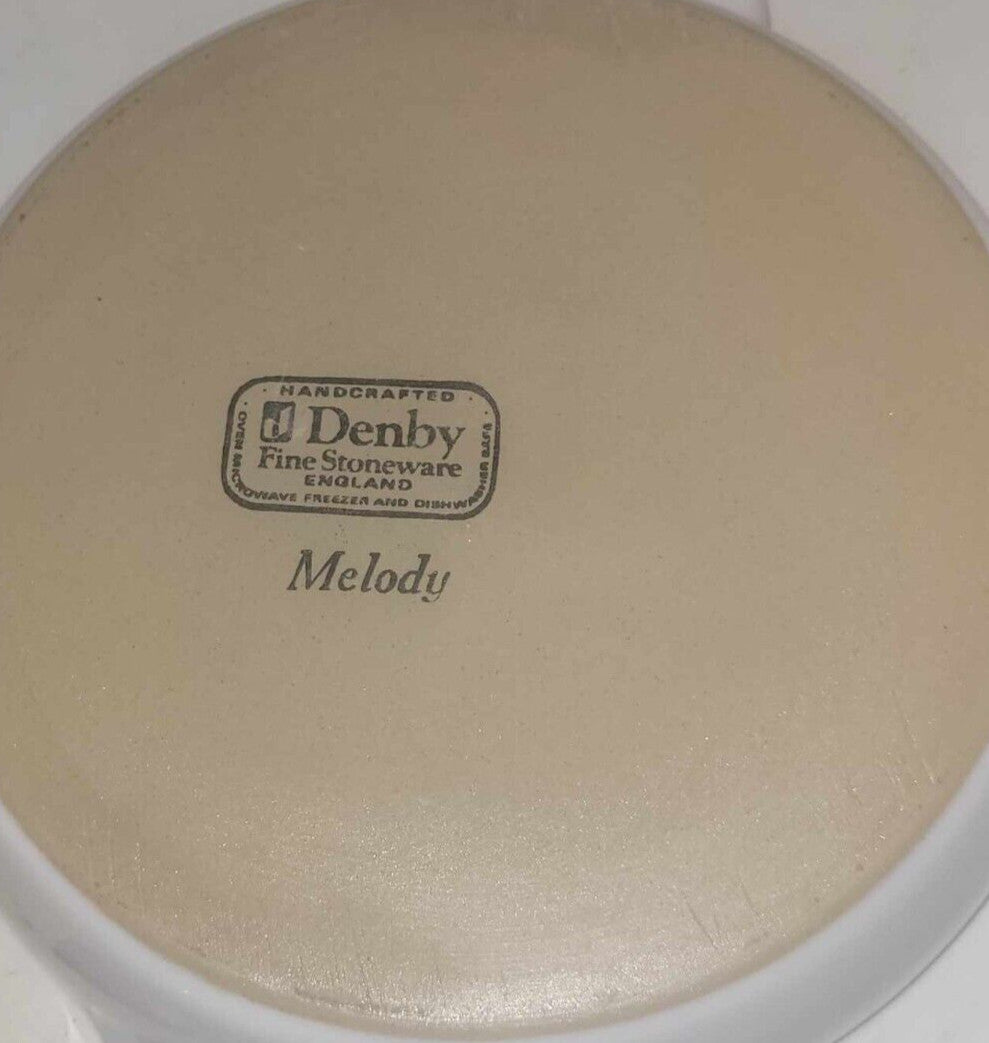 HANDCRAFTED
d Denby
Fine Stoneware
ENGLAND
OVEN MICROWAVE FREEZER AND DISHWASHER SAFE
Melody